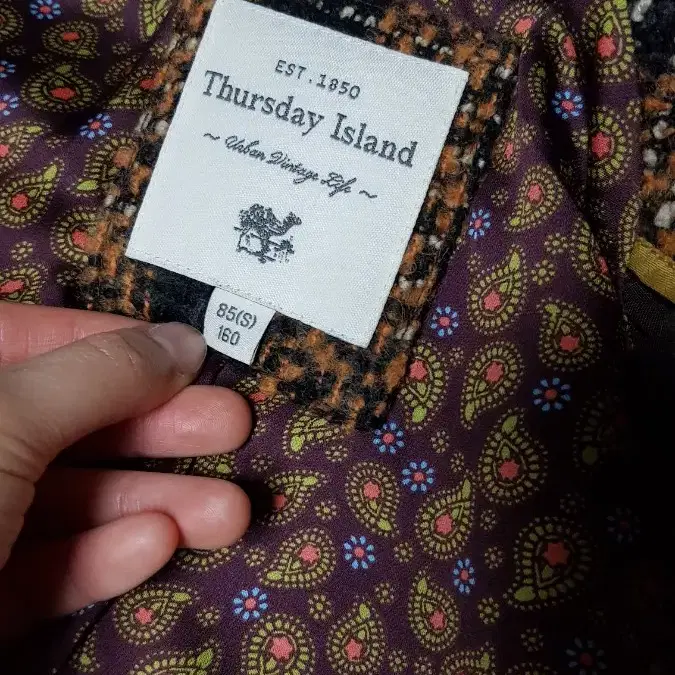 EST.1850
Thursday Island
~ Urban Vintage Life ~
85(S)
160